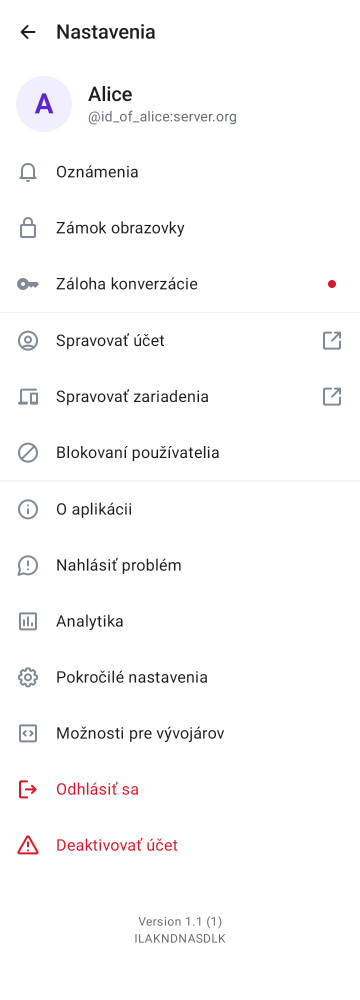 Nastavenia
A
Alice
@id_of_alice:server.org
Oznámenia
Zámok obrazovky
Záloha konverzácie
Spravovať účet
Spravovať zariadenia
Blokovaní používatelia
O aplikácii
Nahlásiť problém
Analytika
Pokročilé nastavenia
Možnosti pre vývojárov
Odhlásiť sa
Deaktivovať účet
Version 1.1 (1)
ILAKNDNASDLK